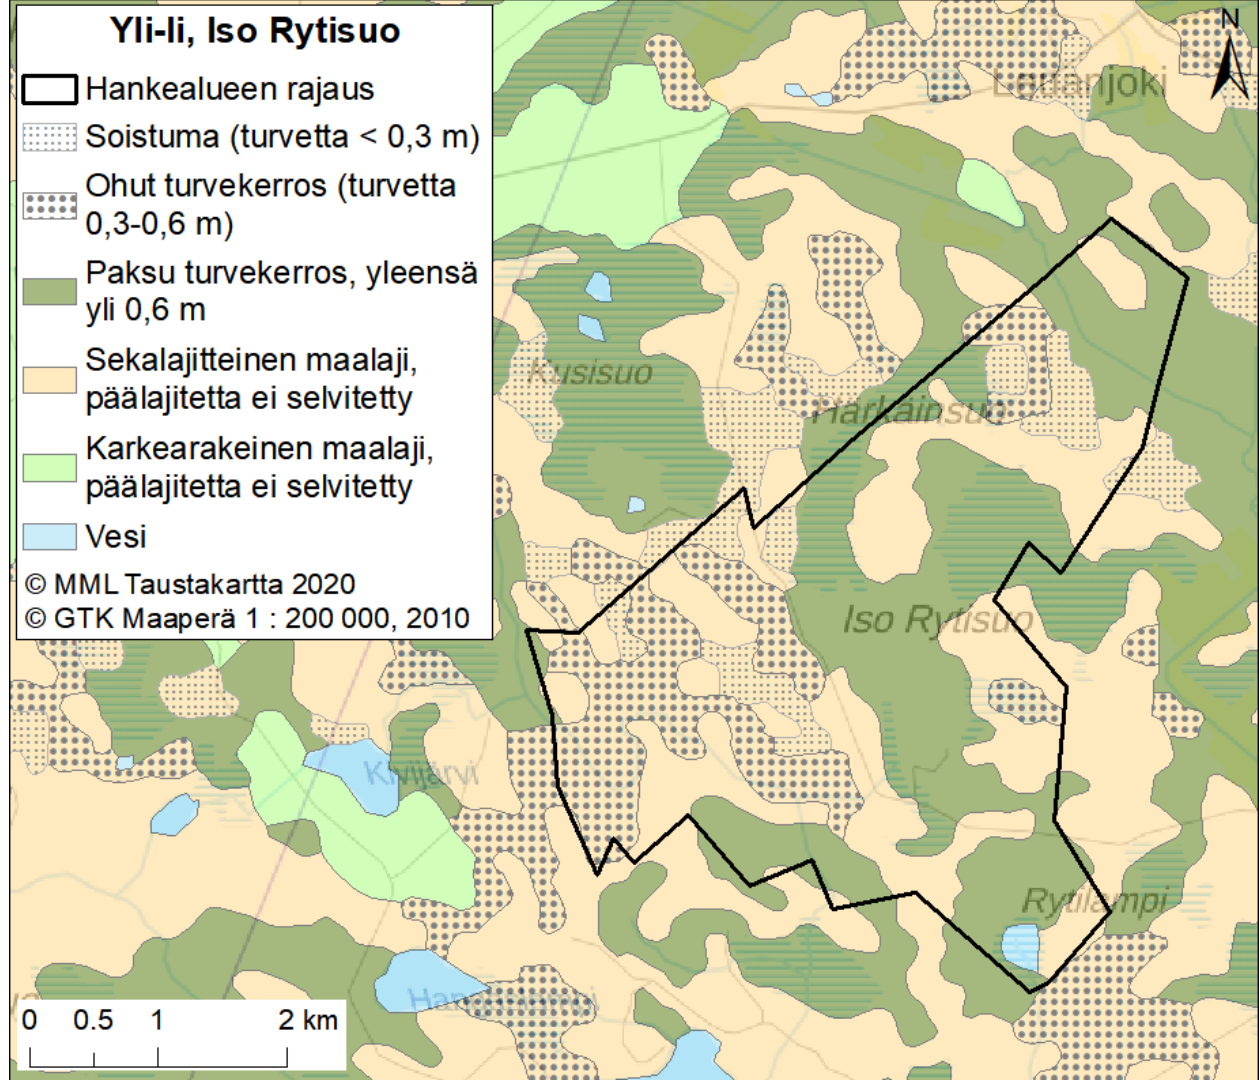 Yli-Ii, Iso Rytisuo
Hankealueen rajaus
Soistuma (turvetta < 0,3 m)
Ohut turvekerros (turvetta
0,3-0,6 m)
Paksu turvekerros, yleensä
yli 0,6 m
Sekalajitteinen maalaji,
päälajitetta ei selvitetty
Karkearakeinen maalaji,
päälajitetta ei selvitetty
Vesi
© MML Taustakartta 2020
© GTK Maaperä 1 : 200 000, 2010
N
Kusisuo
Harkainsuo
Iso Rytisuo
Kivijärvi
Rytilampi
0 0.5 1 2 km